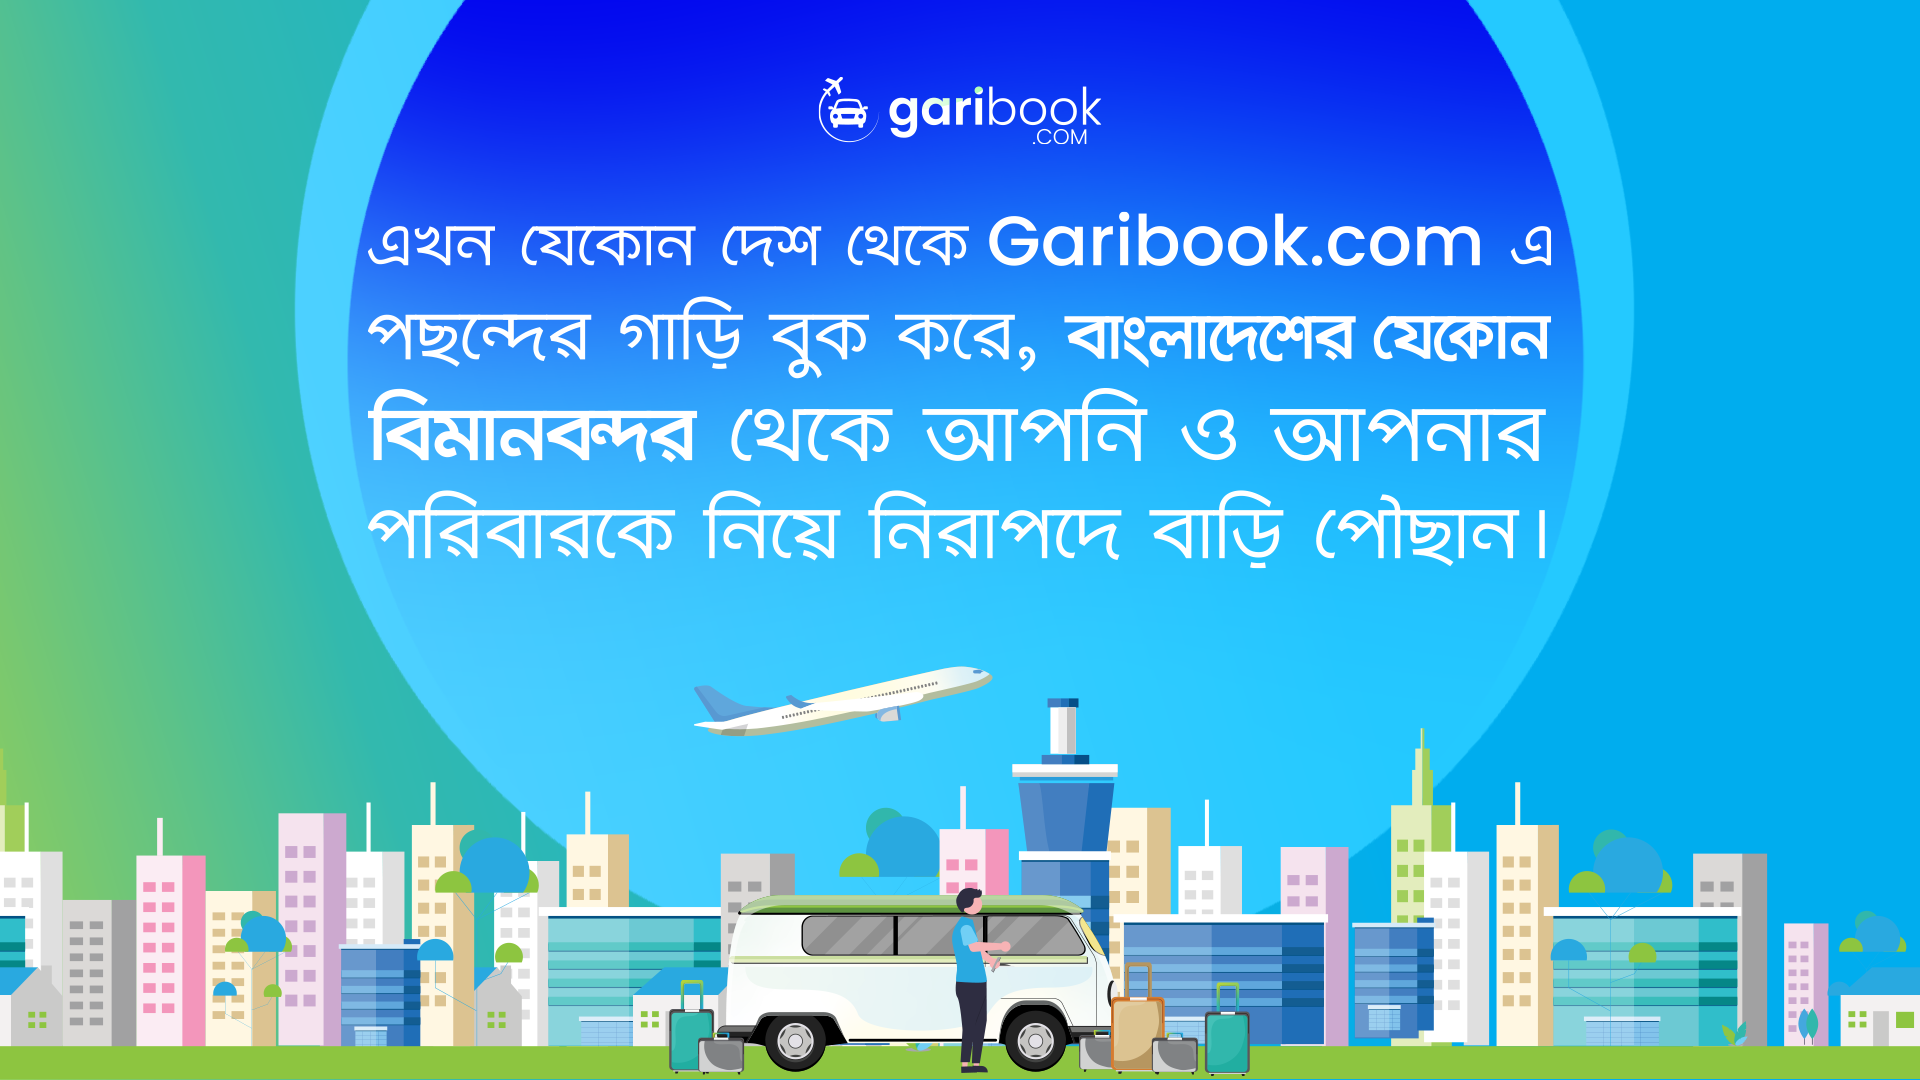 garibook
.COM
এখন যেকোন দেশ থেকে Garibook.com এ
পছন্দের গাড়ি বুক করে, বাংলাদেশের যেকোন
বিমানবন্দর থেকে আপনি ও আপনার
পরিবারকে নিয়ে নিরাপদে বাড়ি পৌছান।